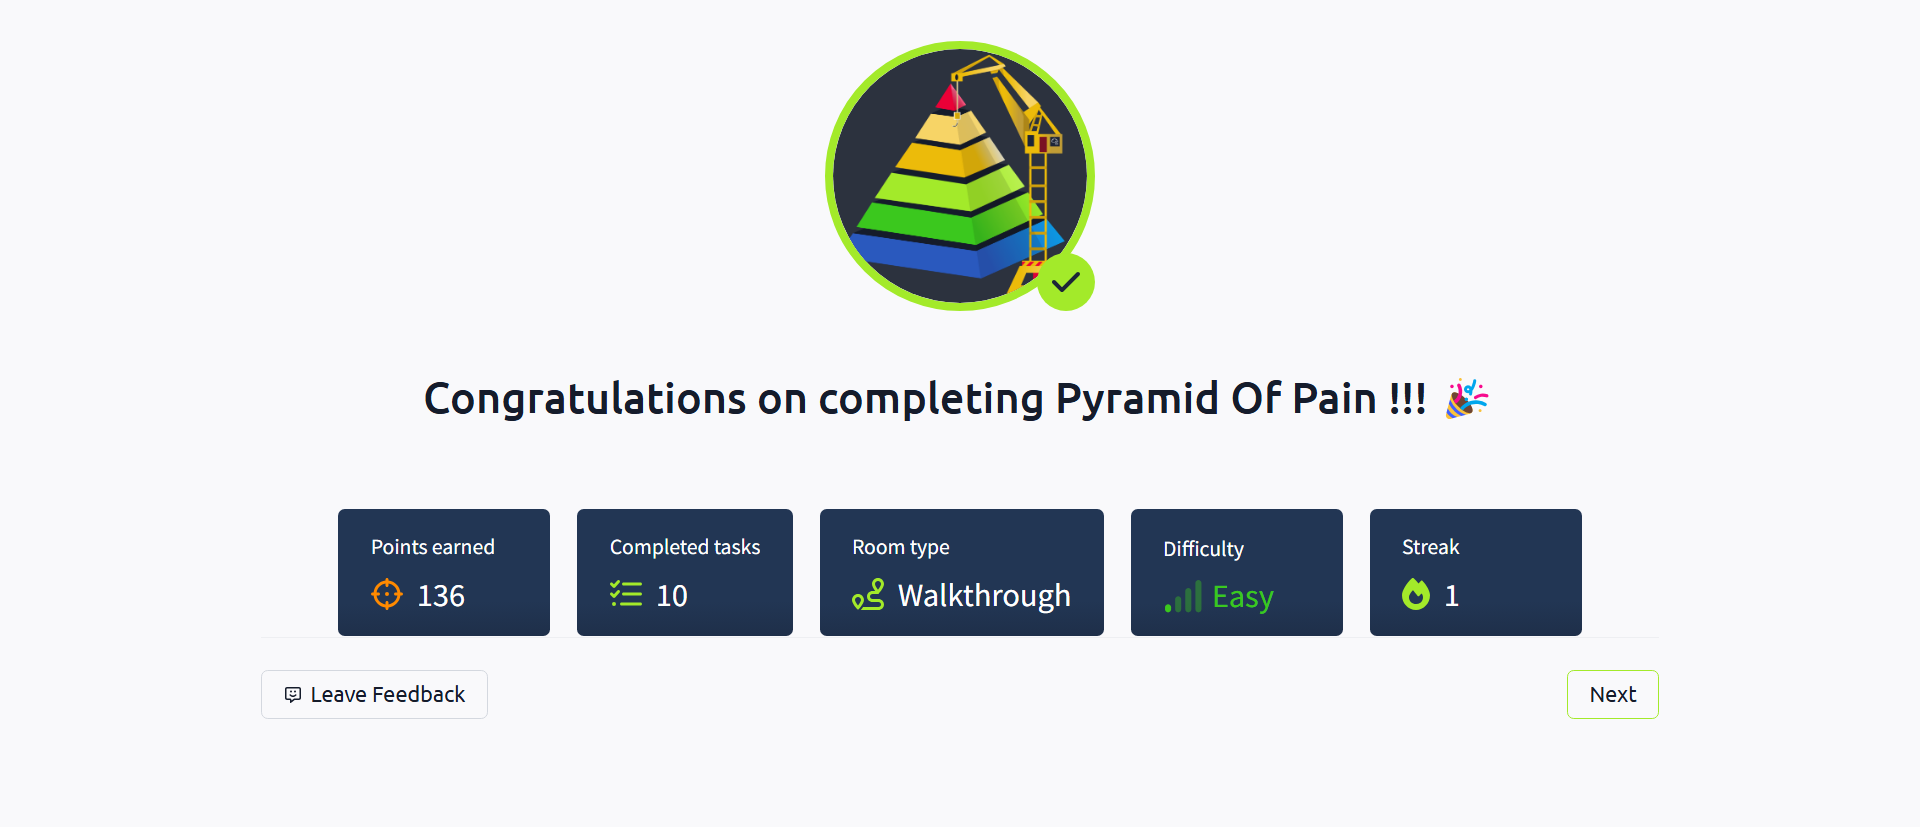 Congratulations on completing Pyramid Of Pain !!! 🎉
Points earned
136
Completed tasks
10
Room type
Walkthrough
Difficulty
Easy
Streak
1
Leave Feedback
Next